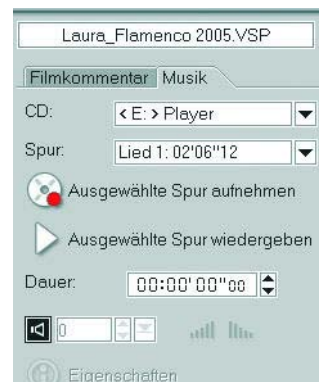 Laura_Flamenco 2005.VSP
Filmkommentar Musik
CD: <E:> Player
Spur: Lied 1: 02'06"12
Ausgewählte Spur aufnehmen
Ausgewählte Spur wiedergeben
Dauer: 00:00'00"00
0
Eigenschaften